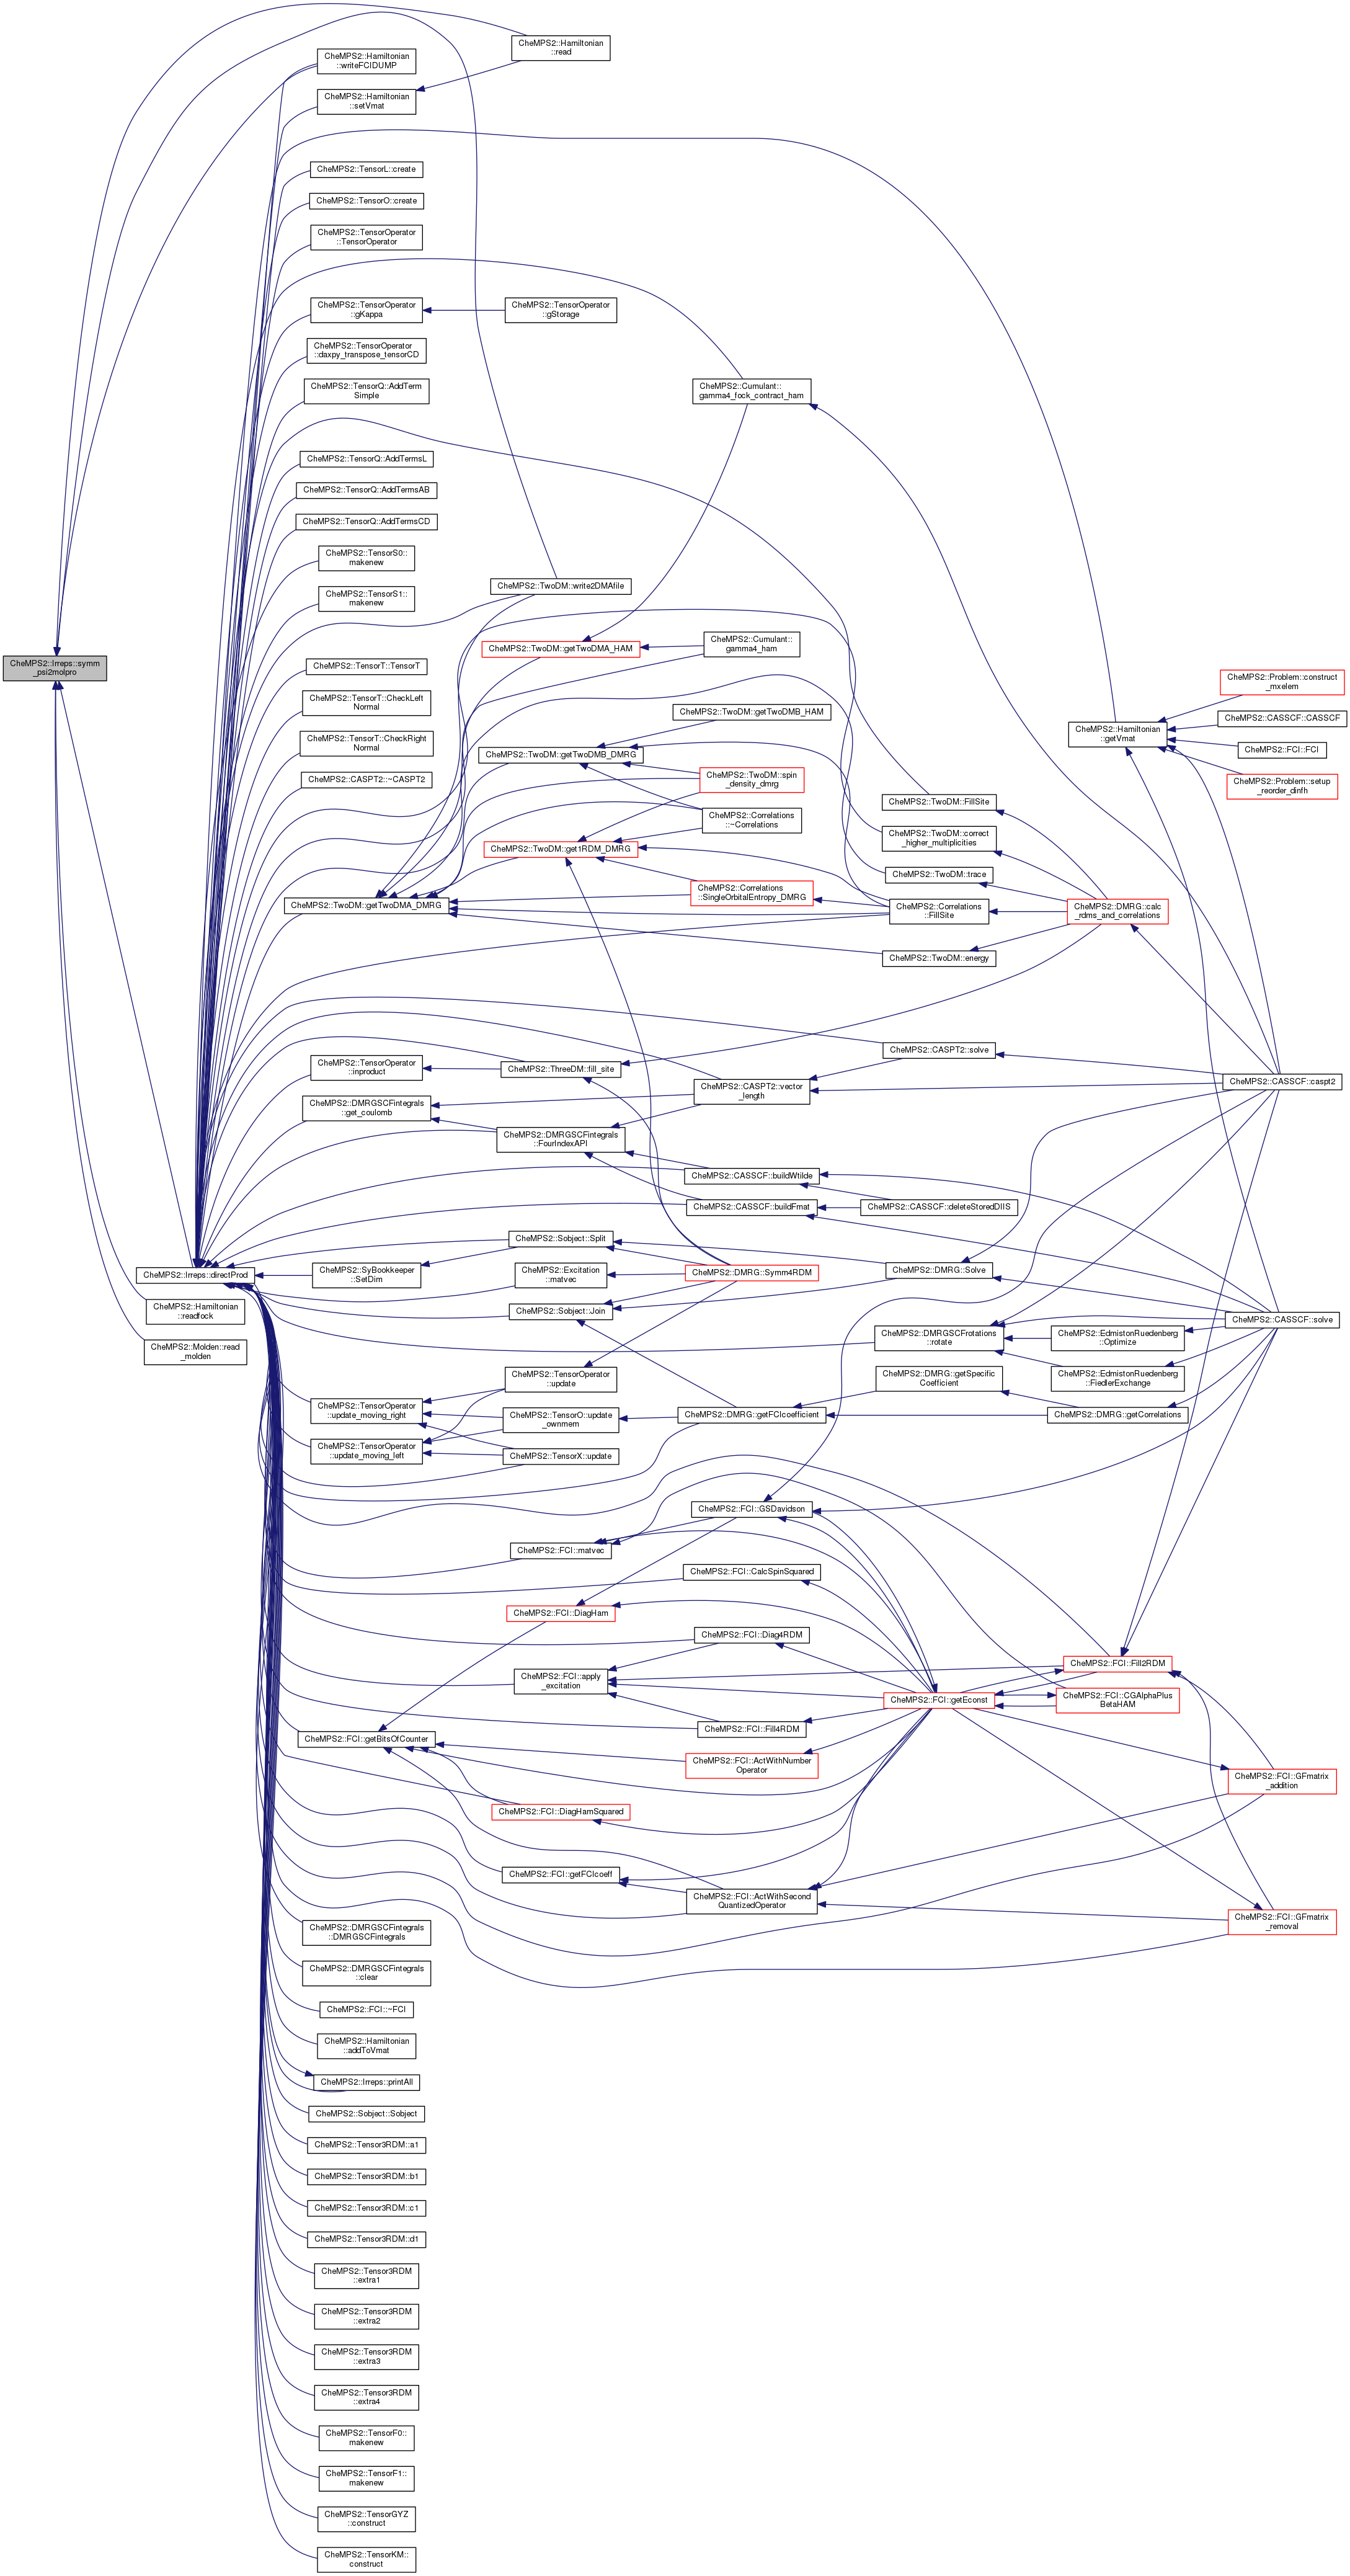 CheMPS2::Irreps::symm
_psi2molpro
CheMPS2::Hamiltonian
::read
CheMPS2::Hamiltonian
::writeFCIDUMP
CheMPS2::Hamiltonian
::setVmat
CheMPS2::TensorL::create
CheMPS2::TensorO::create
CheMPS2::TensorOperator
::TensorOperator
CheMPS2::TensorOperator
::gKappa
CheMPS2::TensorOperator
::gStorage
CheMPS2::TensorOperator
::daxpy_transpose_tensorCD
CheMPS2::TensorQ::AddTerm
Simple
CheMPS2::Cumulant::
gamma4_fock_contract_ham
CheMPS2::TensorQ::AddTermsL
CheMPS2::TensorQ::AddTermsAB
CheMPS2::TensorQ::AddTermsCD
CheMPS2::TensorS0::
makenew
CheMPS2::TensorS1::
makenew
CheMPS2::TwoDM::write2DMAfile
CheMPS2::TwoDM::getTwoDMA_HAM
CheMPS2::Cumulant::
gamma4_ham
CheMPS2::TensorT::TensorT
CheMPS2::TensorT::CheckLeft
Normal
CheMPS2::TensorT::CheckRight
Normal
CheMPS2::CASPT2::~CASPT2
CheMPS2::TwoDM::getTwoDMB_HAM
CheMPS2::TwoDM::getTwoDMB_DMRG
CheMPS2::TwoDM::spin
_density_dmrg
CheMPS2::Correlations
::~Correlations
CheMPS2::TwoDM::get1RDM_DMRG
CheMPS2::Correlations
::SingleOrbitalEntropy_DMRG
CheMPS2::TwoDM::getTwoDMA_DMRG
CheMPS2::TwoDM::FillSite
CheMPS2::TwoDM::correct
_higher_multiplicities
CheMPS2::TwoDM::trace
CheMPS2::Correlations
::FillSite
CheMPS2::TwoDM::energy
CheMPS2::DMRG::calc
_rdms_and_correlations
CheMPS2::Hamiltonian
::getVmat
CheMPS2::Problem::construct
_mxelem
CheMPS2::CASSCF::CASSCF
CheMPS2::FCI::FCI
CheMPS2::Problem::setup
_reorder_dinfh
CheMPS2::CASPT2::solve
CheMPS2::TensorOperator
::inproduct
CheMPS2::ThreeDM::fill_site
CheMPS2::CASPT2::vector
_length
CheMPS2::CASSCF::caspt2
CheMPS2::DMRGSCFintegrals
::get_coulomb
CheMPS2::DMRGSCFintegrals
::FourIndexAPI
CheMPS2::CASSCF::buildWtilde
CheMPS2::CASSCF::buildFmat
CheMPS2::CASSCF::deleteStoredDIIS
CheMPS2::Sobject::Split
CheMPS2::Irreps::directProd
CheMPS2::SyBookkeeper
::SetDim
CheMPS2::Excitation
::matvec
CheMPS2::DMRG::Symm4RDM
CheMPS2::DMRG::Solve
CheMPS2::Hamiltonian
::readfock
CheMPS2::Sobject::Join
CheMPS2::CASSCF::solve
CheMPS2::Molden::read
_molden
CheMPS2::DMRGSCFrotations
::rotate
CheMPS2::EdmistonRuedenberg
::Optimize
CheMPS2::EdmistonRuedenberg
::FiedlerExchange
CheMPS2::TensorOperator
::update
CheMPS2::DMRG::getSpecific
Coefficient
CheMPS2::TensorOperator
::update_moving_right
CheMPS2::TensorO::update
_ownmem
CheMPS2::DMRG::getFCIcoefficient
CheMPS2::DMRG::getCorrelations
CheMPS2::TensorOperator
::update_moving_left
CheMPS2::TensorX::update
CheMPS2::FCI::GSDavidson
CheMPS2::FCI::matvec
CheMPS2::FCI::CalcSpinSquared
CheMPS2::FCI::DiagHam
CheMPS2::FCI::Diag4RDM
CheMPS2::FCI::Fill2RDM
CheMPS2::FCI::apply
_excitation
CheMPS2::FCI::getEconst
CheMPS2::FCI::CGAlphaPlus
BetaHAM
CheMPS2::FCI::Fill4RDM
CheMPS2::FCI::getBitsOfCounter
CheMPS2::FCI::ActWithNumber
Operator
CheMPS2::FCI::GFmatrix
_addition
CheMPS2::FCI::DiagHamSquared
CheMPS2::FCI::getFCIcoeff
CheMPS2::FCI::ActWithSecond
QuantizedOperator
CheMPS2::FCI::GFmatrix
_removal
CheMPS2::DMRGSCFintegrals
::DMRGSCFintegrals
CheMPS2::DMRGSCFintegrals
::clear
CheMPS2::FCI::~FCI
CheMPS2::Hamiltonian
::addToVmat
CheMPS2::Irreps::printAll
CheMPS2::Sobject::Sobject
CheMPS2::Tensor3RDM::a1
CheMPS2::Tensor3RDM::b1
CheMPS2::Tensor3RDM::c1
CheMPS2::Tensor3RDM::d1
CheMPS2::Tensor3RDM
::extra1
CheMPS2::Tensor3RDM
::extra2
CheMPS2::Tensor3RDM
::extra3
CheMPS2::Tensor3RDM
::extra4
CheMPS2::TensorF0::
makenew
CheMPS2::TensorF1::
makenew
CheMPS2::TensorGYZ
::construct
CheMPS2::TensorKM::
construct